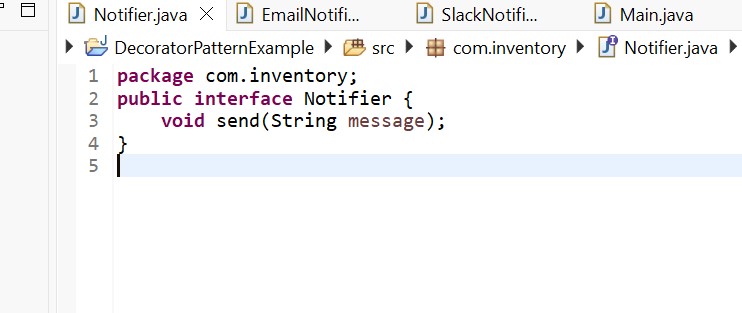 Notifier.java
EmailNotifi...
SlackNotifi...
Main.java
DecoratorPatternExample
src
com.inventory
Notifier.java
1 package com.inventory;
2 public interface Notifier {
3     void send(String message);
4 }
5